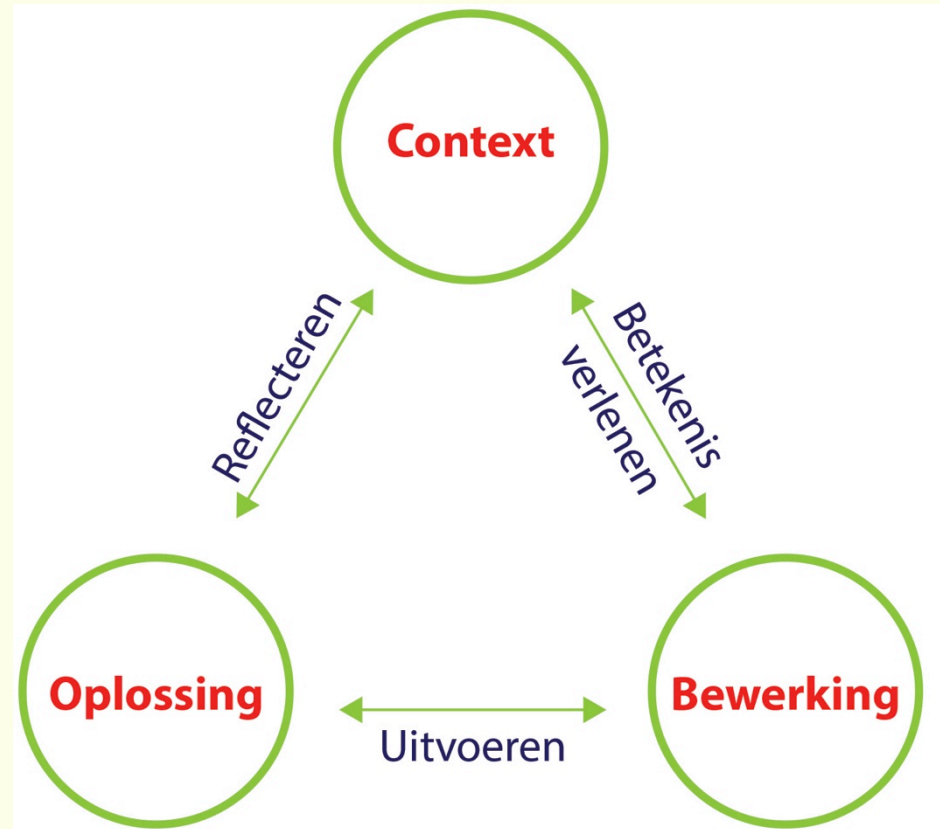 Context
Reflecteren
Betekenis
verlenen
Oplossing
Bewerking
Uitvoeren